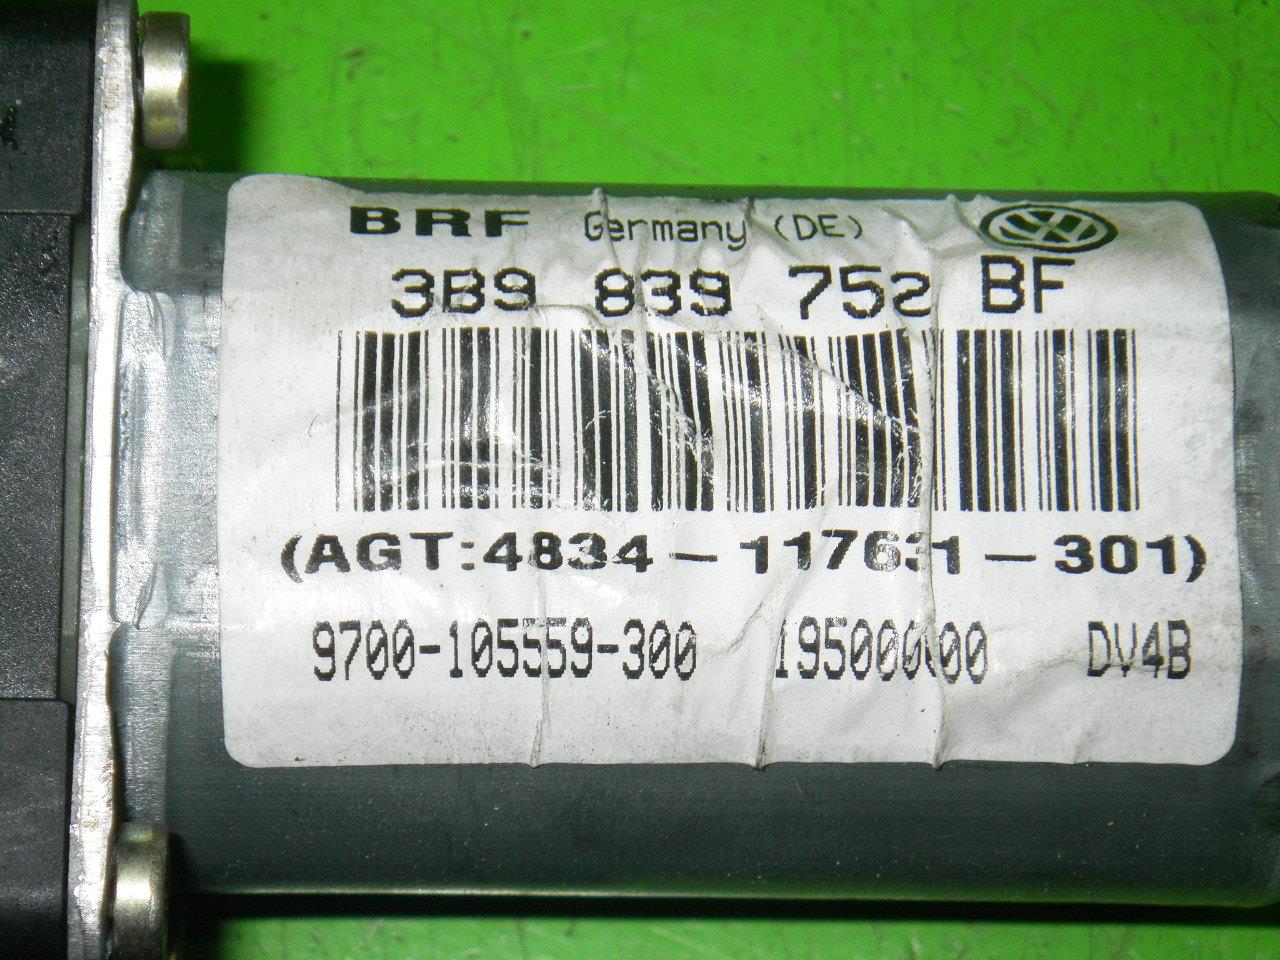 BRF Germany (DE)
3B9 839 752 BF
(AGT:4834-117631-301)
9700-105559-300 19500000 DV4B